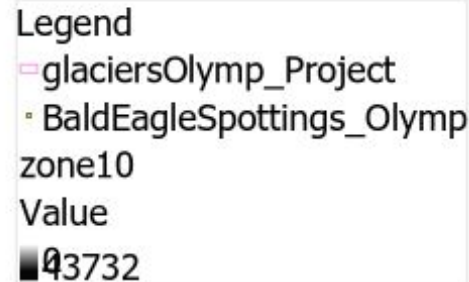 Legend
glaciersOlymp_Project
BaldEagleSpottings_Olymp
zone10
Value
43732